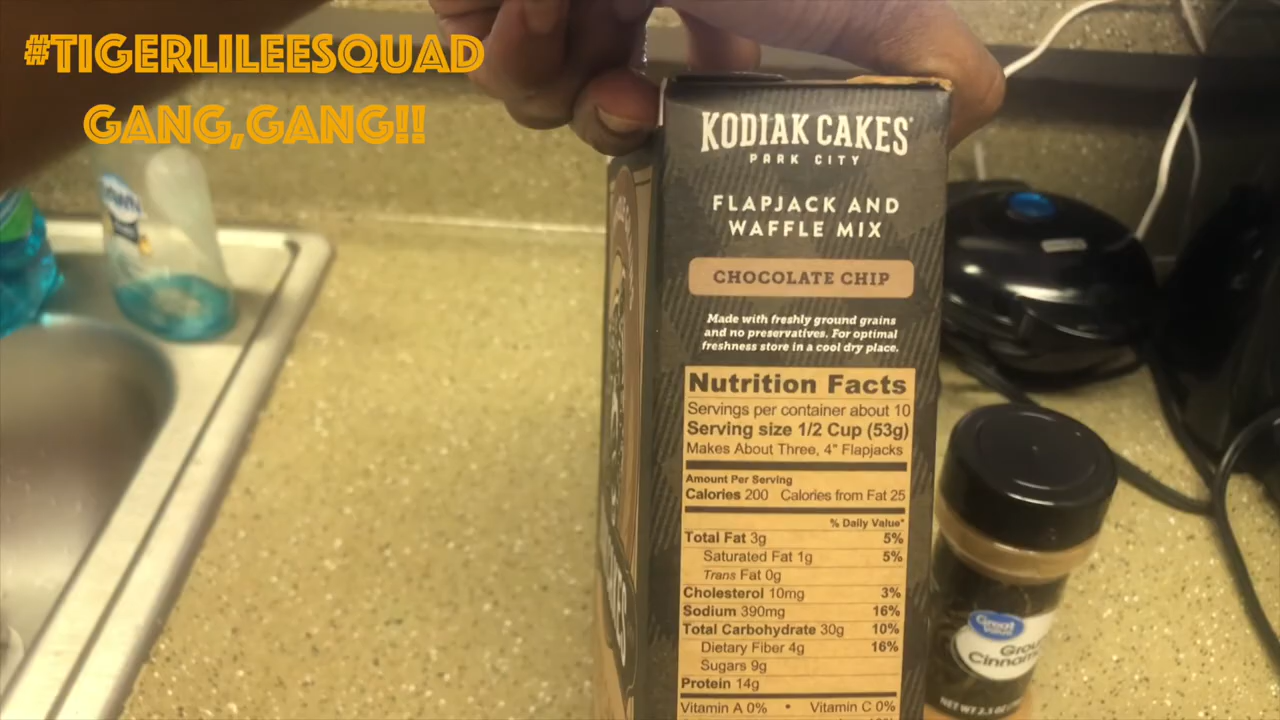 #TIGERLILEESQUAD
GANG,GANG!!
DAWN
KODIAK CAKES
PARK CITY
FLAPJACK AND
WAFFLE MIX
CHOCOLATE CHIP
Made with freshly ground grains
and no preservatives. For optimal
freshness store in a cool dry place.
Nutrition Facts
Servings per container about 10
Serving size 1/2 Cup (53g)
Makes About Three, 4" Flapjacks
Amount Per Serving
Calories 200 Calories from Fat 25
% Daily Value*
Total Fat 3g 5%
Saturated Fat 1g 5%
Trans Fat 0g
Cholesterol 10mg 3%
Sodium 390mg 16%
Total Carbohydrate 30g 10%
Dietary Fiber 4g 16%
Sugars 9g
Protein 14g
Vitamin A 0% • Vitamin C 0%
Great
Value